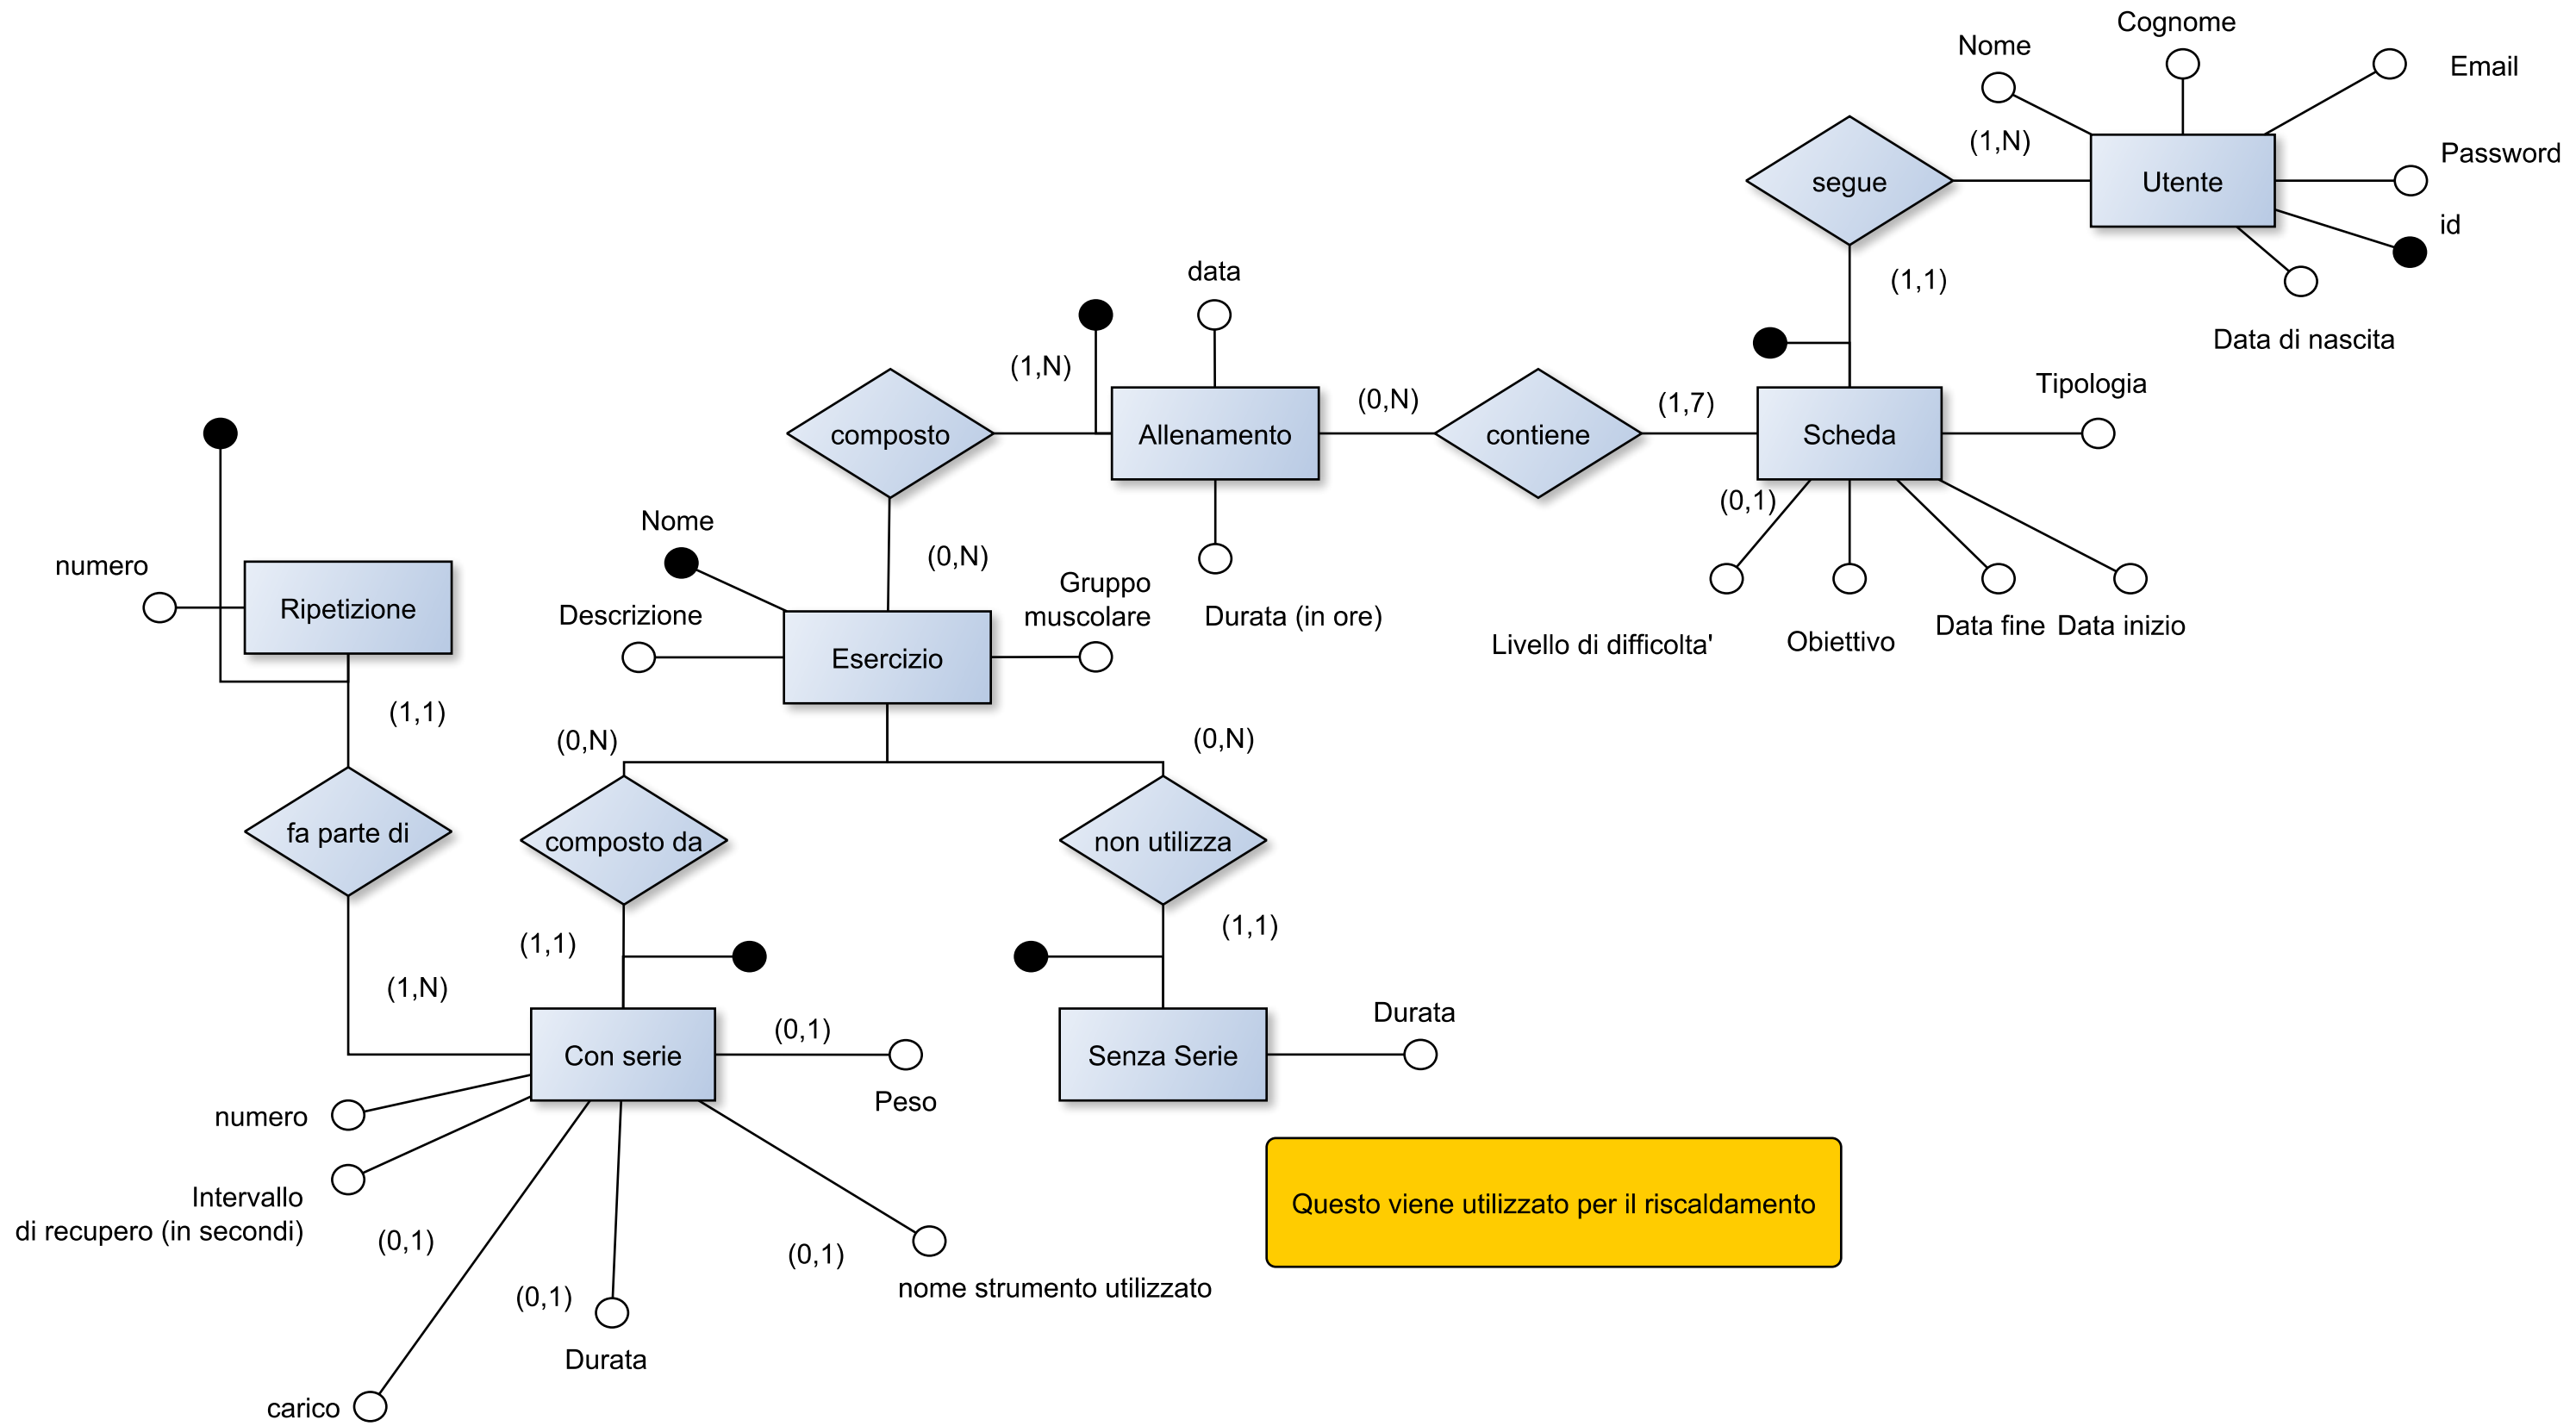 Cognome
Nome
Email
(1,N)
Password
segue
Utente
id
data
(1,1)
Data di nascita
(1,N)
Tipologia
(0,N)
(1,7)
composto
Allenamento
contiene
Scheda
(0,1)
Nome
(0,N)
numero
Gruppo
muscolare
Ripetizione
Descrizione
Durata (in ore)
Data fine
Data inizio
Livello di difficolta'
Obiettivo
Esercizio
(1,1)
(0,N)
(0,N)
fa parte di
composto da
non utilizza
(1,1)
(1,1)
(1,N)
Durata
(0,1)
Con serie
Senza Serie
Peso
numero
Intervallo
di recupero (in secondi)
Questo viene utilizzato per il riscaldamento
(0,1)
(0,1)
(0,1)
nome strumento utilizzato
Durata
carico